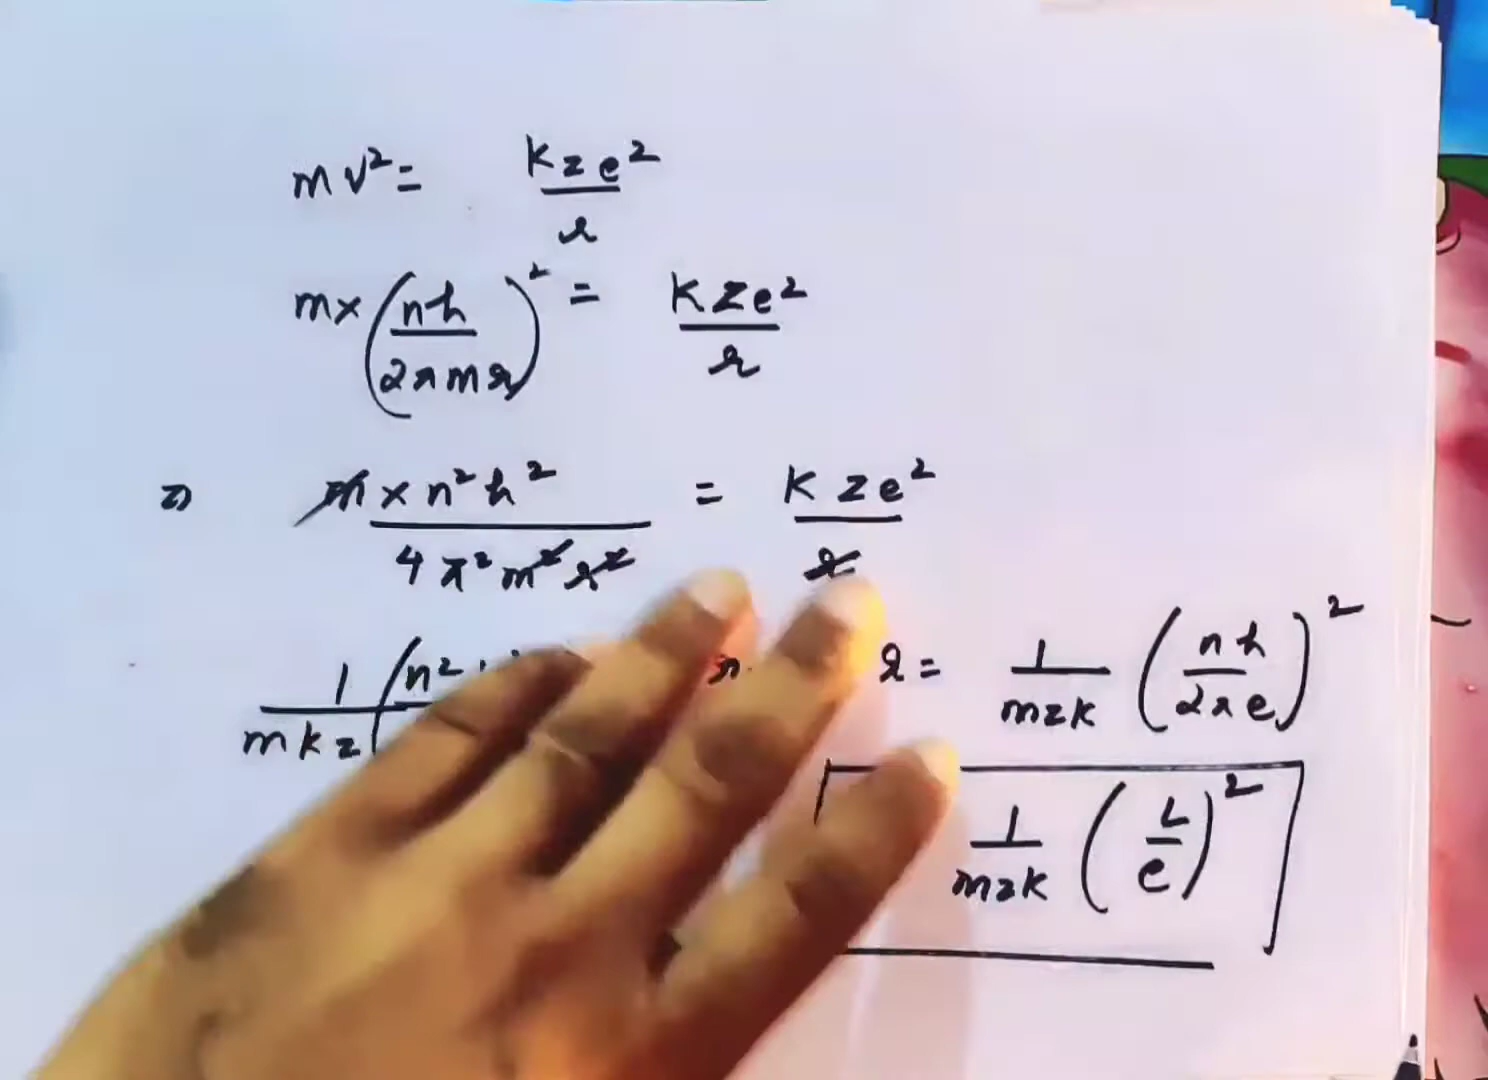 mv² = kze²/r
m× (nh/2πmr)² = kze²/r
⇒ m×n²h²/4π²m²r² = kze²/r
1/mkz (n²
r = 1/mzk (nh/2πe)²
1/mzk (L/e)²